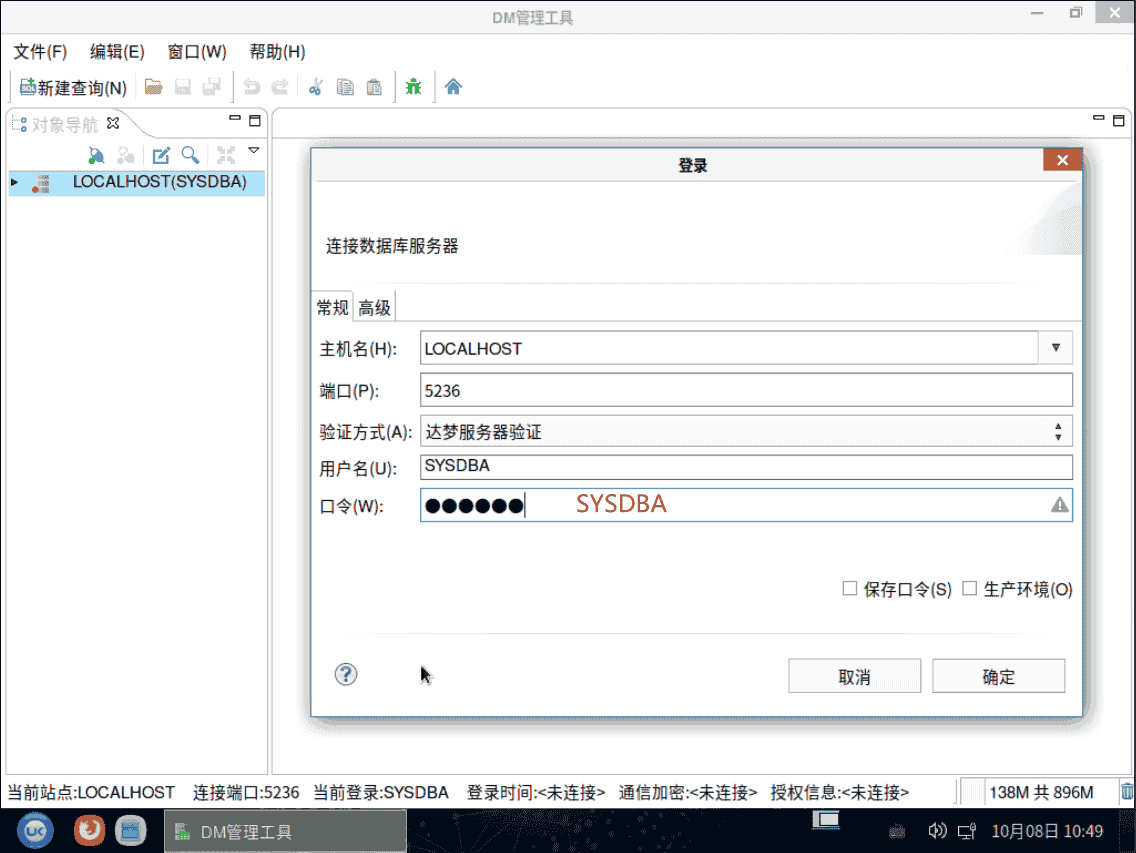 DM管理工具
文件(F) 编辑(E) 窗口(W) 帮助(H)
新建查询(N)
对象导航
LOCALHOST(SYSDBA)
登录
连接数据库服务器
常规 高级
主机名(H): LOCALHOST
端口(P): 5236
验证方式(A): 达梦服务器验证
用户名(U): SYSDBA
口令(W): ●●●●●● SYSDBA
保存口令(S) 生产环境(O)
取消 确定
当前站点:LOCALHOST 连接端口:5236 当前登录:SYSDBA 登录时间:<未连接> 通信加密:<未连接> 授权信息:<未连接> 138M 共 896M
UK DM管理工具 10月08日 10:49